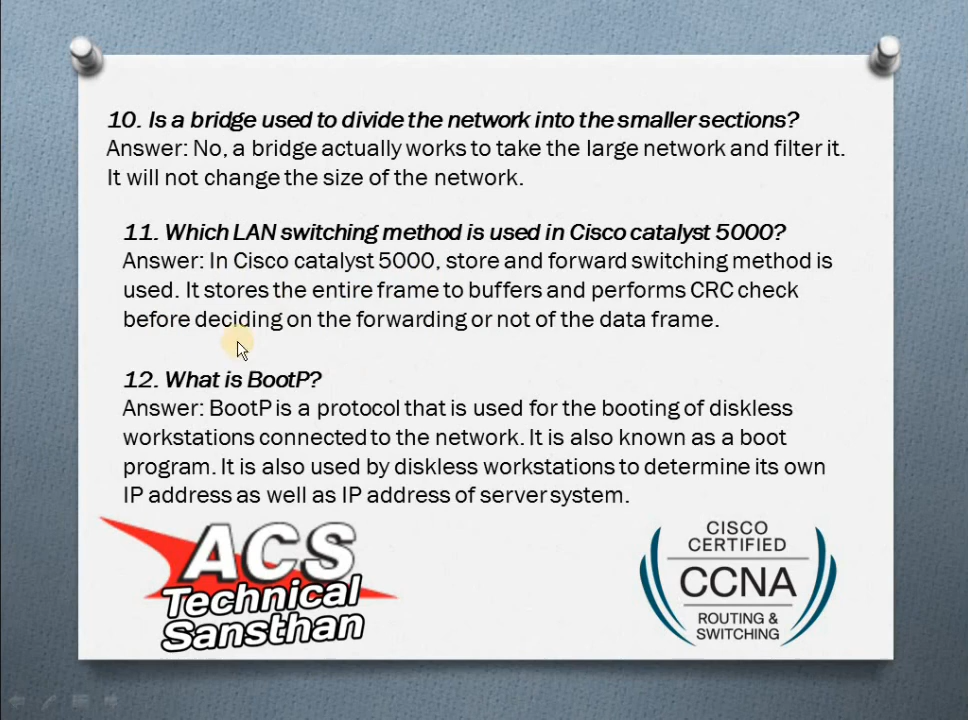 10. Is a bridge used to divide the network into the smaller sections?
Answer: No, a bridge actually works to take the large network and filter it.
It will not change the size of the network.
11. Which LAN switching method is used in Cisco catalyst 5000?
Answer: In Cisco catalyst 5000, store and forward switching method is
used. It stores the entire frame to buffers and performs CRC check
before deciding on the forwarding or not of the data frame.
12. What is BootP?
Answer: BootP is a protocol that is used for the booting of diskless
workstations connected to the network. It is also known as a boot
program. It is also used by diskless workstations to determine its own
IP address as well as IP address of server system.
ACS
Technical
Sansthan
CISCO
CERTIFIED
CCNA
ROUTING &
SWITCHING